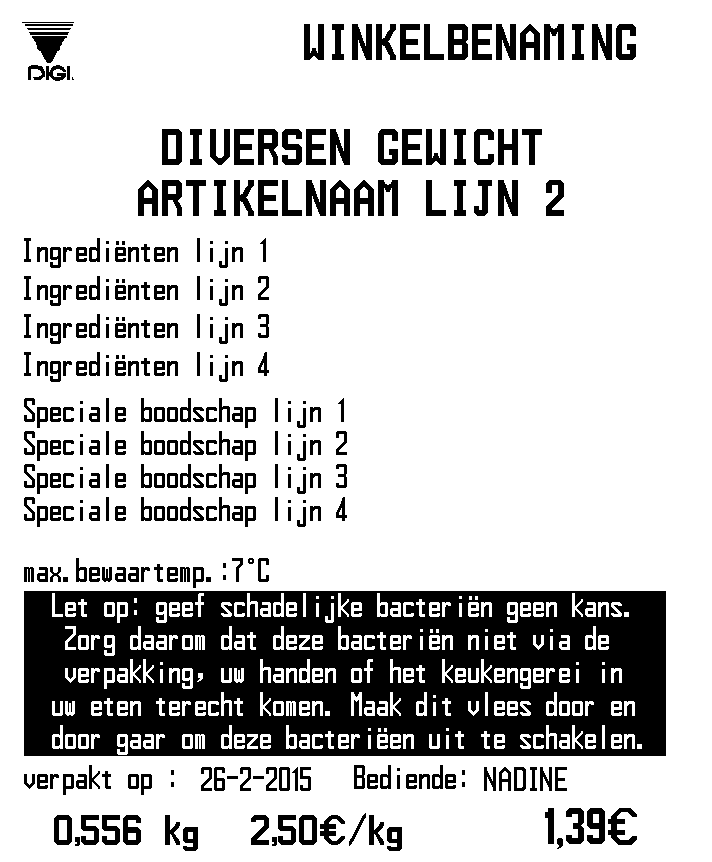 DIGI.
WINKELBENAMING
DIVERSEN GEWICHT
ARTIKELNAAM LIJN 2
Ingrediënten lijn 1
Ingrediënten lijn 2
Ingrediënten lijn 3
Ingrediënten lijn 4
Speciale boodschap lijn 1
Speciale boodschap lijn 2
Speciale boodschap lijn 3
Speciale boodschap lijn 4
max.bewaartemp.:7°C
Let op: geef schadelijke bacteriën geen kans.
Zorg daarom dat deze bacteriën niet via de
verpakking, uw handen of het keukengerei in
uw eten terecht komen. Maak dit vlees door en
door gaar om deze bacteriëen uit te schakelen.
verpakt op : 26-2-2015 Bediende: NADINE
0,556 kg 2,50€/kg 1,39€